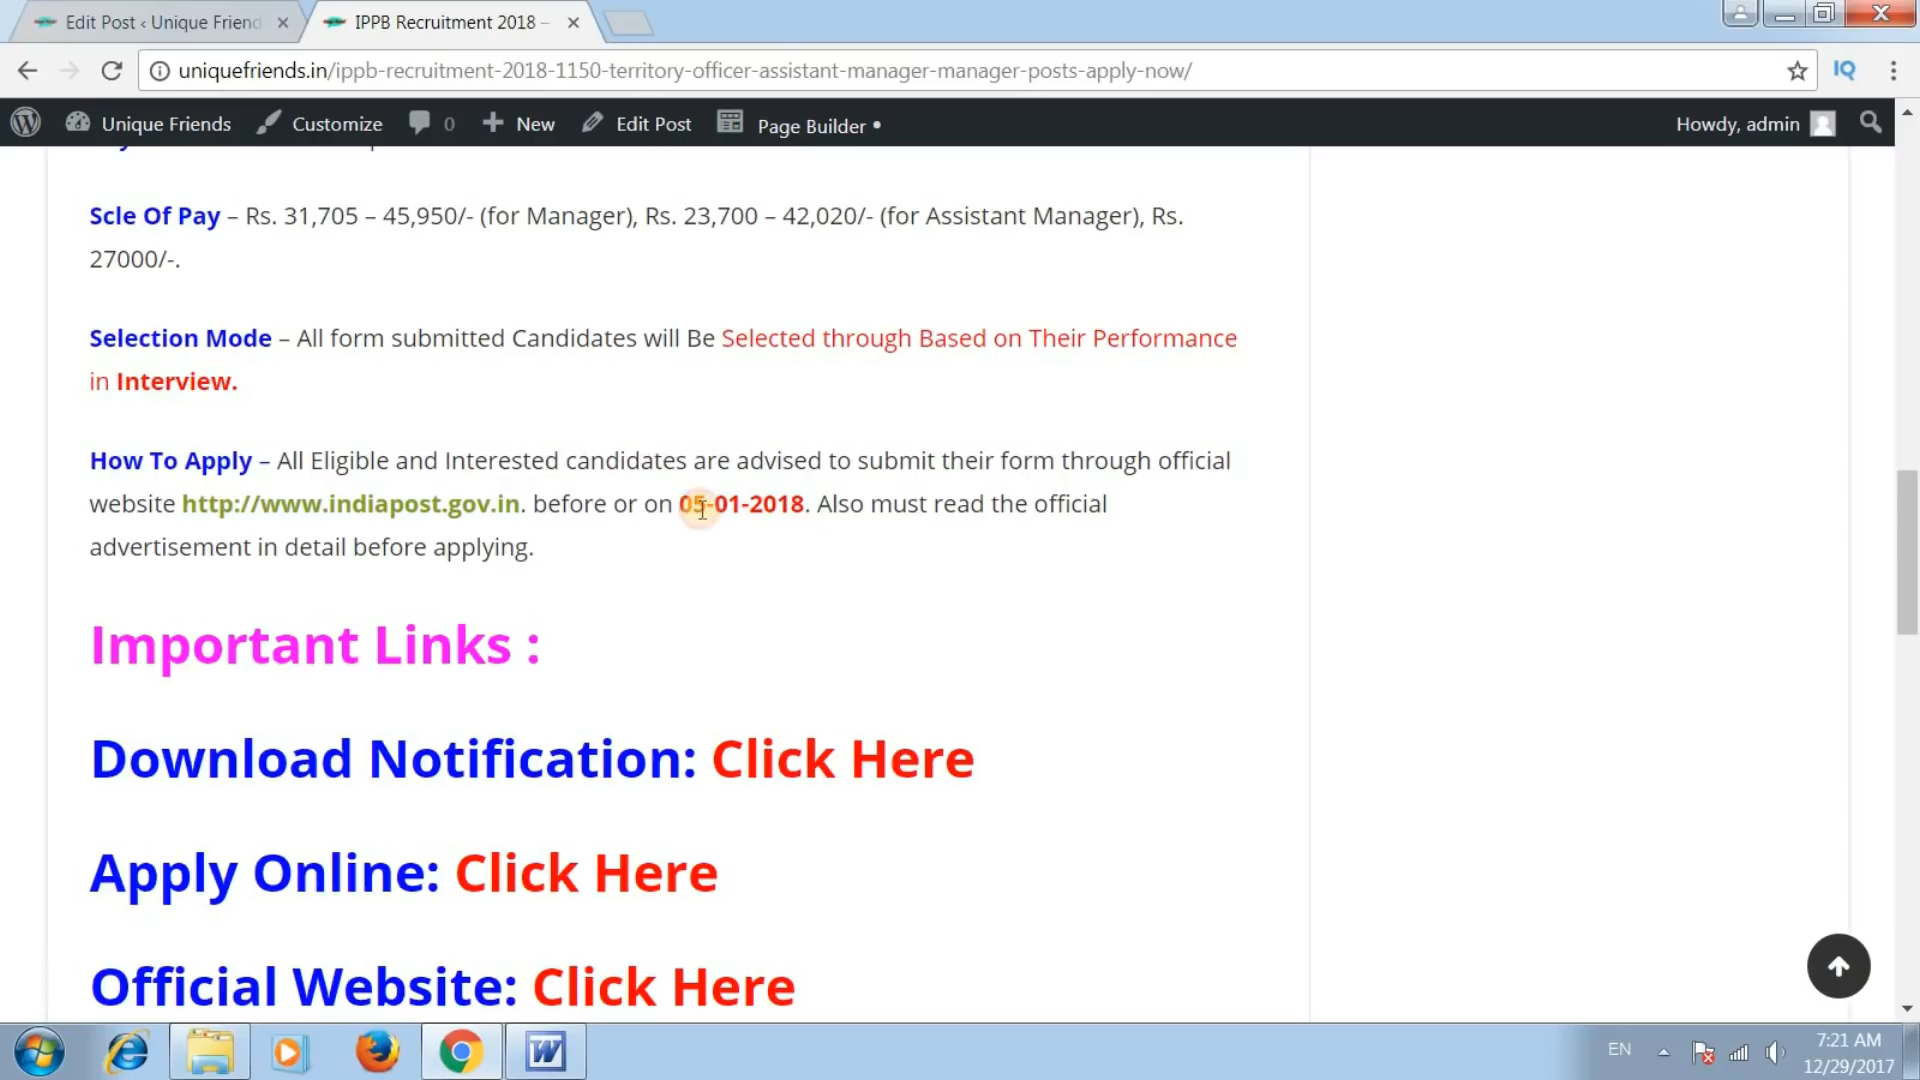 Edit Post ‹ Unique Friend
IPPB Recruitment 2018 –
uniquefriends.in/ippb-recruitment-2018-1150-territory-officer-assistant-manager-manager-posts-apply-now/
IQ
Unique Friends Customize 0 New Edit Post Page Builder Howdy, admin
Scle Of Pay – Rs. 31,705 – 45,950/- (for Manager), Rs. 23,700 – 42,020/- (for Assistant Manager), Rs.
27000/-.
Selection Mode – All form submitted Candidates will Be Selected through Based on Their Performance
in Interview.
How To Apply – All Eligible and Interested candidates are advised to submit their form through official
website http://www.indiapost.gov.in. before or on 05-01-2018. Also must read the official
advertisement in detail before applying.
Important Links :
Download Notification: Click Here
Apply Online: Click Here
Official Website: Click Here
EN
7:21 AM
12/29/2017